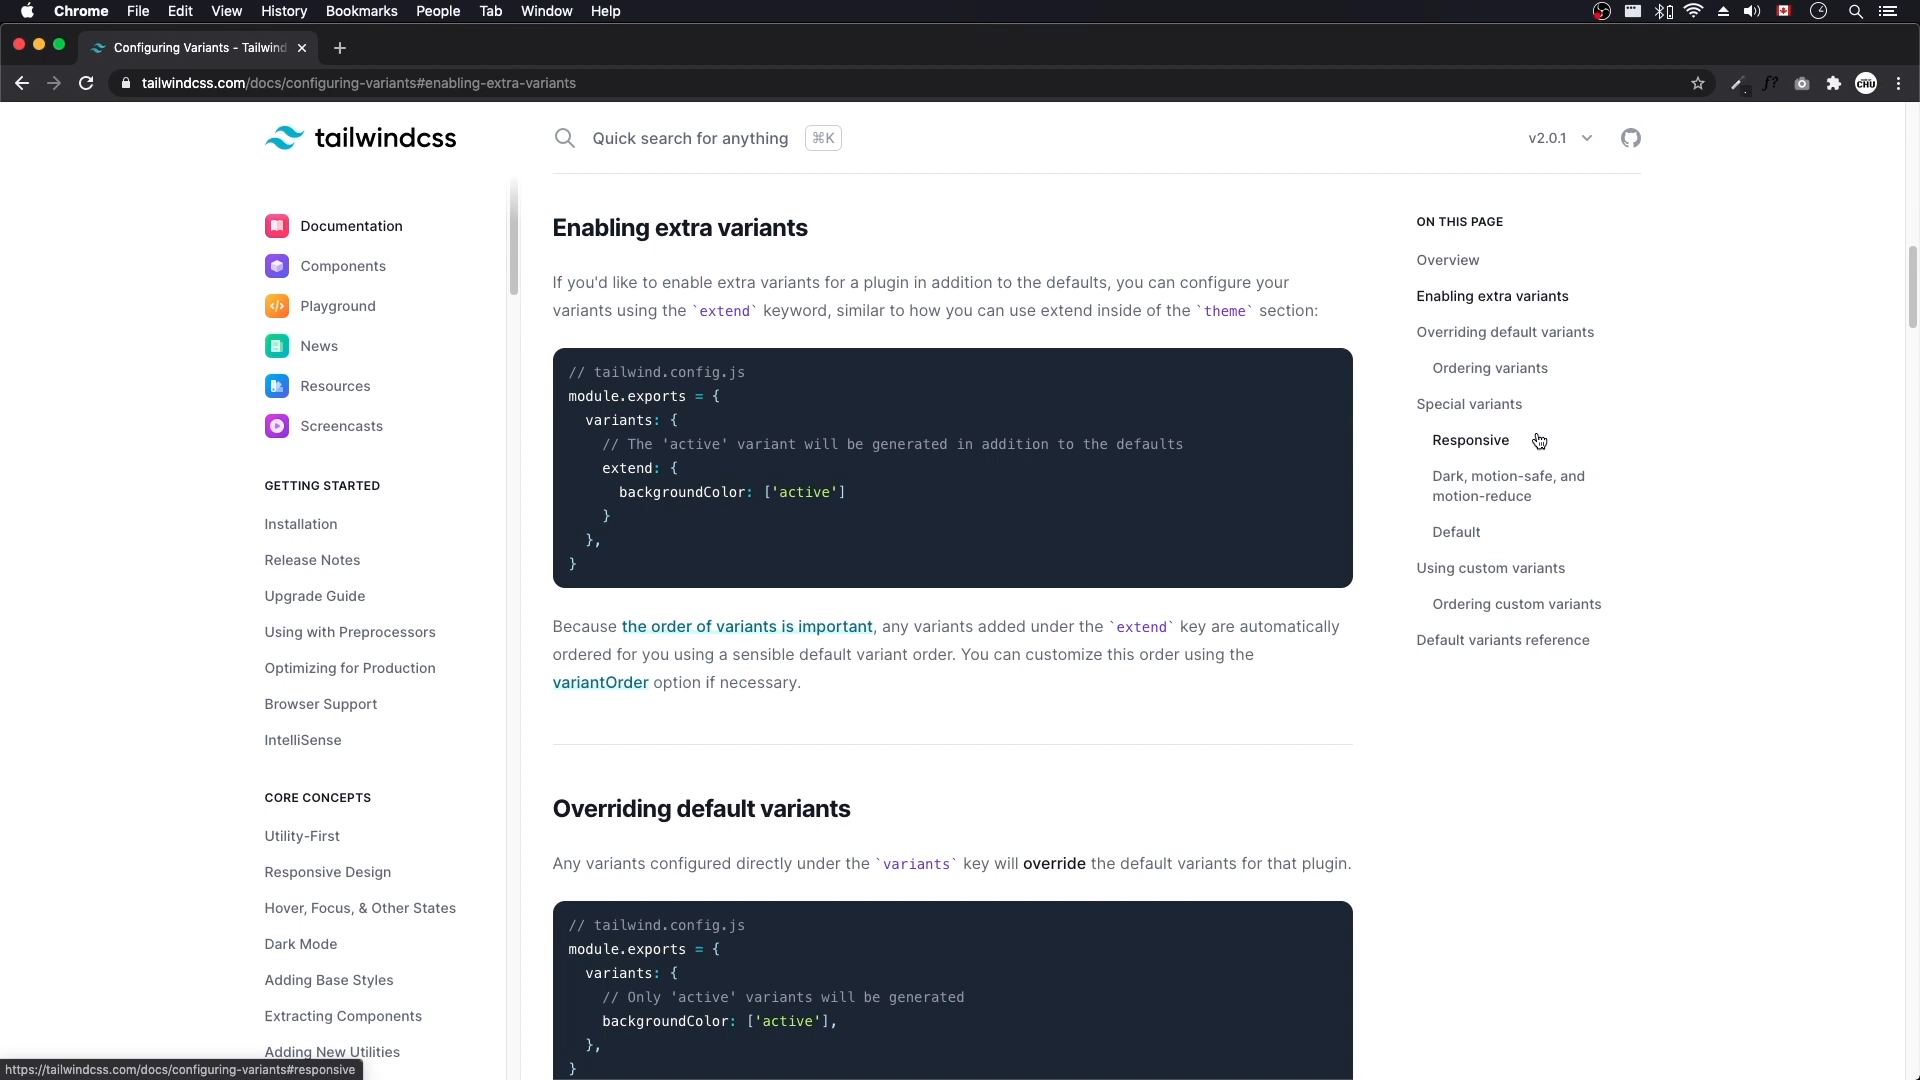 Chrome File Edit View History Bookmarks People Tab Window Help
Configuring Variants - Tailwind
tailwindcss.com/docs/configuring-variants#enabling-extra-variants
f?
CHU
tailwindcss
Quick search for anything ⌘K
v2.0.1
Documentation
Components
Playground
News
Resources
Screencasts
GETTING STARTED
Installation
Release Notes
Upgrade Guide
Using with Preprocessors
Optimizing for Production
Browser Support
IntelliSense
CORE CONCEPTS
Utility-First
Responsive Design
Hover, Focus, & Other States
Dark Mode
Adding Base Styles
Extracting Components
Adding New Utilities
https://tailwindcss.com/docs/configuring-variants#responsive
Enabling extra variants
If you'd like to enable extra variants for a plugin in addition to the defaults, you can configure your
variants using the `extend` keyword, similar to how you can use extend inside of the `theme` section:
// tailwind.config.js
module.exports = {
  variants: {
    // The 'active' variant will be generated in addition to the defaults
    extend: {
      backgroundColor: ['active']
    }
  },
}
Because the order of variants is important, any variants added under the `extend` key are automatically
ordered for you using a sensible default variant order. You can customize this order using the
variantOrder option if necessary.
Overriding default variants
Any variants configured directly under the `variants` key will override the default variants for that plugin.
// tailwind.config.js
module.exports = {
  variants: {
    // Only 'active' variants will be generated
    backgroundColor: ['active'],
  },
}
ON THIS PAGE
Overview
Enabling extra variants
Overriding default variants
Ordering variants
Special variants
Responsive
Dark, motion-safe, and
motion-reduce
Default
Using custom variants
Ordering custom variants
Default variants reference